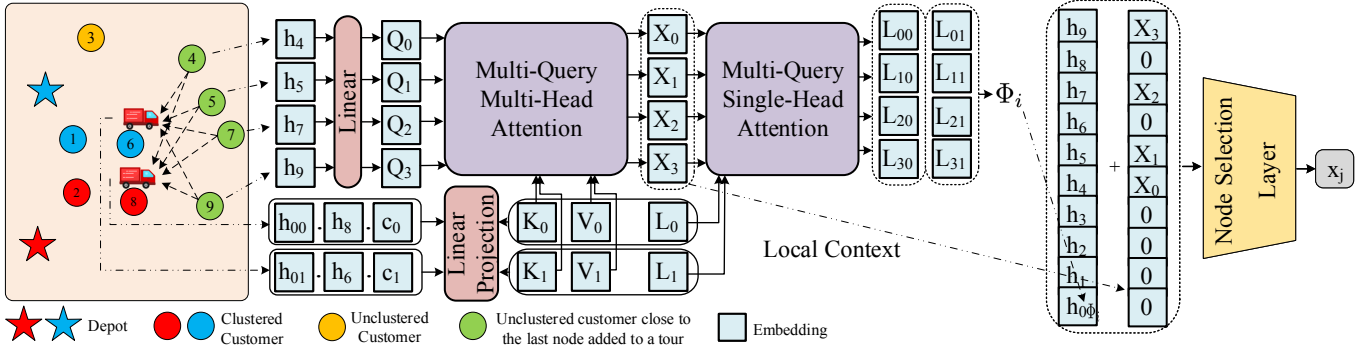 3
4
5
7
1
6
2
8
9
h₄
h₅
h₇
h₉
Linear
Q₀
Q₁
Q₂
Q₃
Multi-Query
Multi-Head
Attention
X₀
X₁
X₂
X₃
Multi-Query
Single-Head
Attention
L₀₀ L₀₁
L₁₀ L₁₁
L₂₀ L₂₁
L₃₀ L₃₁
Φᵢ
h₀₀ . h₈ . c₀
h₀₁ . h₆ . c₁
Linear
Projection
K₀ V₀ L₀
K₁ V₁ L₁
Local Context
h₉
h₈
h₇
h₆
h₅
h₄
h₃
h₂
h₁
h₀Φᵢ
+
X₃
0
X₂
0
X₁
X₀
0
0
0
0
Node Selection
Layer
xⱼ
Depot
Clustered
Customer
Unclustered
Customer
Unclustered customer close to
the last node added to a tour
Embedding